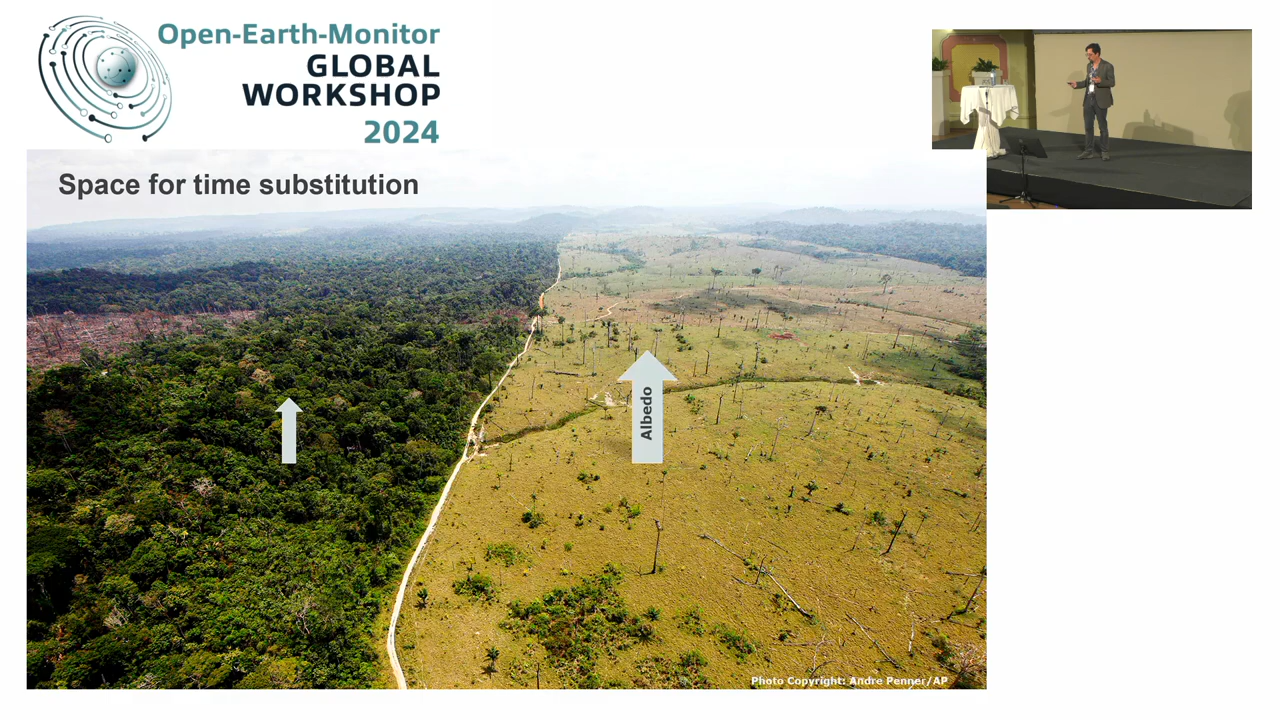 Open-Earth-Monitor
GLOBAL
WORKSHOP
2024
Space for time substitution
Albedo
Photo Copyright: Andre Penner/AP